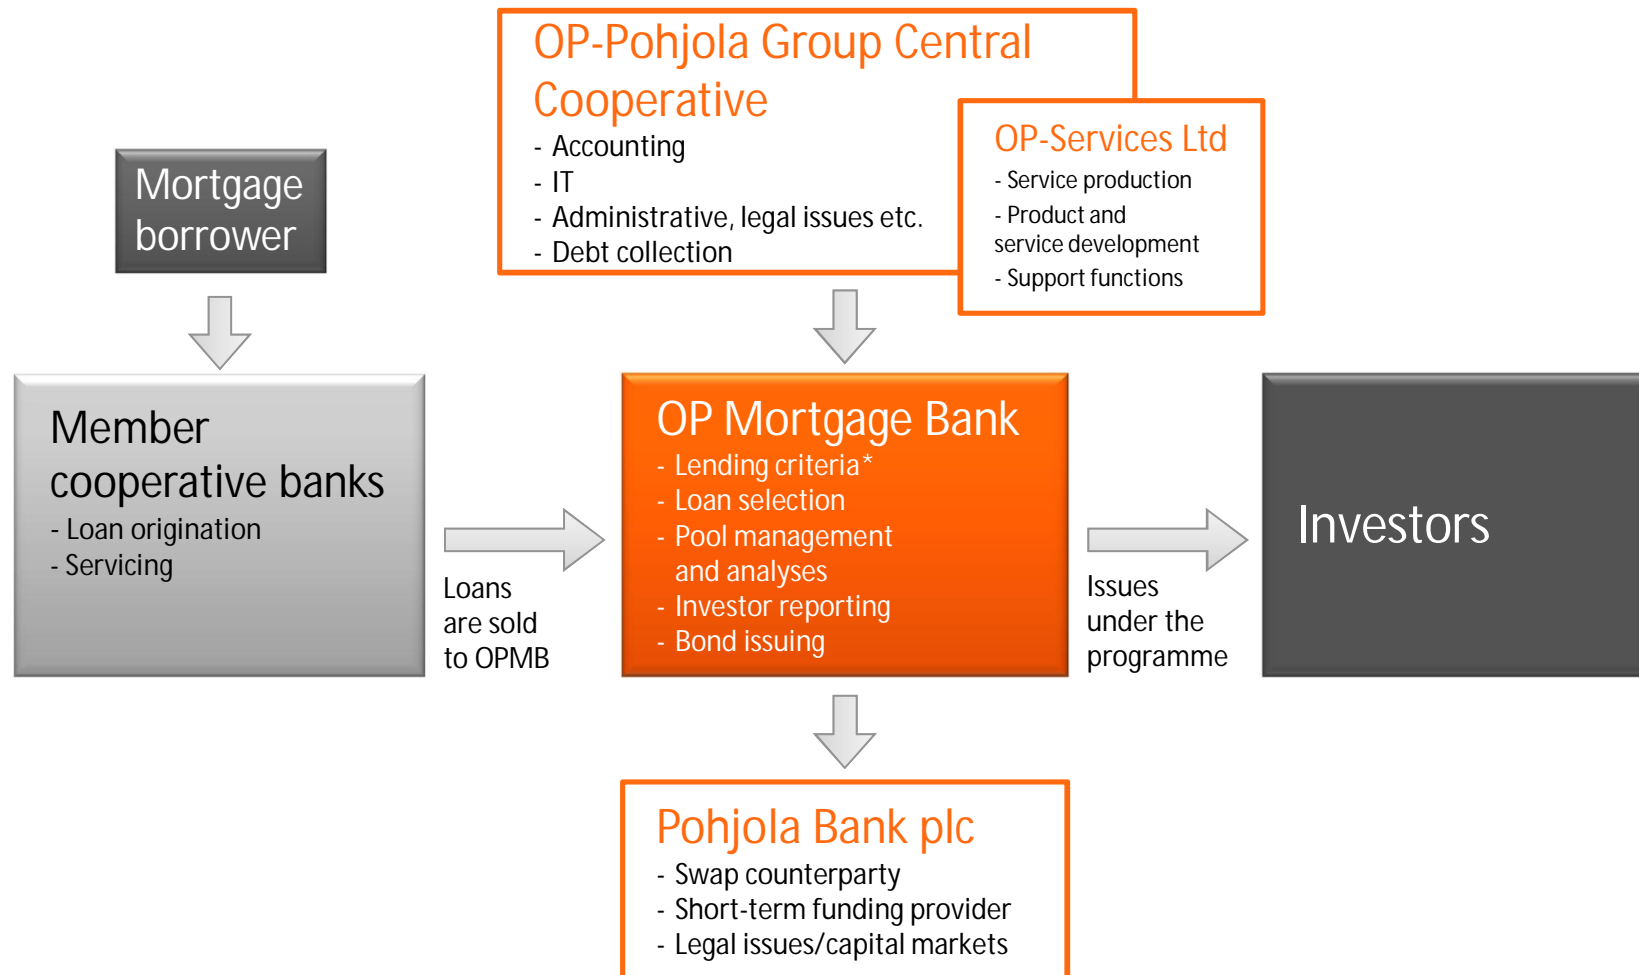 OP-Pohjola Group Central
Cooperative
- Accounting
- IT
- Administrative, legal issues etc.
- Debt collection
OP-Services Ltd
- Service production
- Product and
service development
- Support functions
Mortgage
borrower
Member
cooperative banks
- Loan origination
- Servicing
Loans
are sold
to OPMB
OP Mortgage Bank
- Lending criteria*
- Loan selection
- Pool management
and analyses
- Investor reporting
- Bond issuing
Issues
under the
programme
Investors
Pohjola Bank plc
- Swap counterparty
- Short-term funding provider
- Legal issues/capital markets